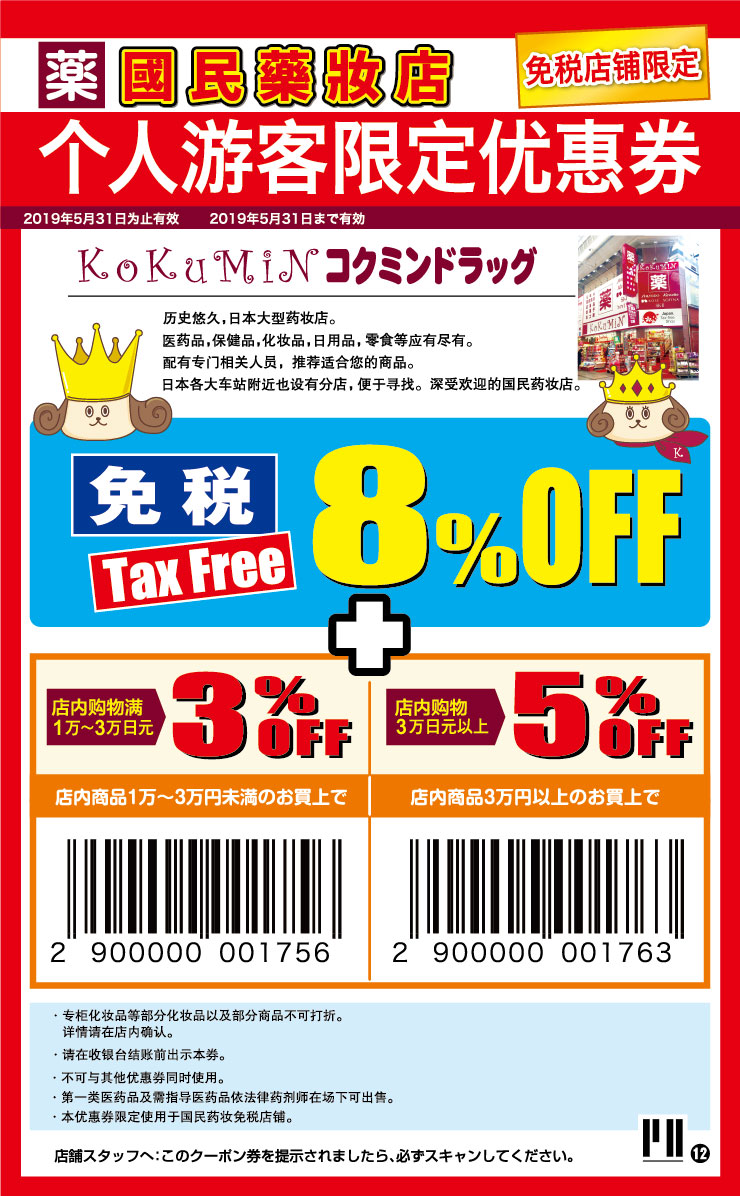 薬 國民藥妝店
免税店铺限定
个人游客限定优惠券
2019年5月31日为止有效 2019年5月31日まで有効
KoKuMiN コクミンドラッグ
历史悠久，日本大型药妆店。
医药品，保健品，化妆品，日用品，零食等应有尽有。
配有专门相关人员，推荐适合您的商品。
日本各大车站附近也设有分店，便于寻找。深受欢迎的国民药妆店。
薬
KoKuMiN
K
免税
Tax Free
8%OFF
店内购物满
1万～3万日元
3%OFF
店内购物
3万日元以上
5%OFF
店内商品1万～3万円未満のお買上で
店内商品3万円以上のお買上で
2 900000 001756
2 900000 001763
・专柜化妆品等部分化妆品以及部分商品不可打折。
详情请在店内确认。
・请在收银台结账前出示本券。
・不可与其他优惠券同时使用。
・第一类医药品及需指导医药品依法律药剂师在场下可出售。
・本优惠券限定使用于国民药妆免税店铺。
店舗スタッフへ：このクーポン券を提示されましたら、必ずスキャンしてください。
12